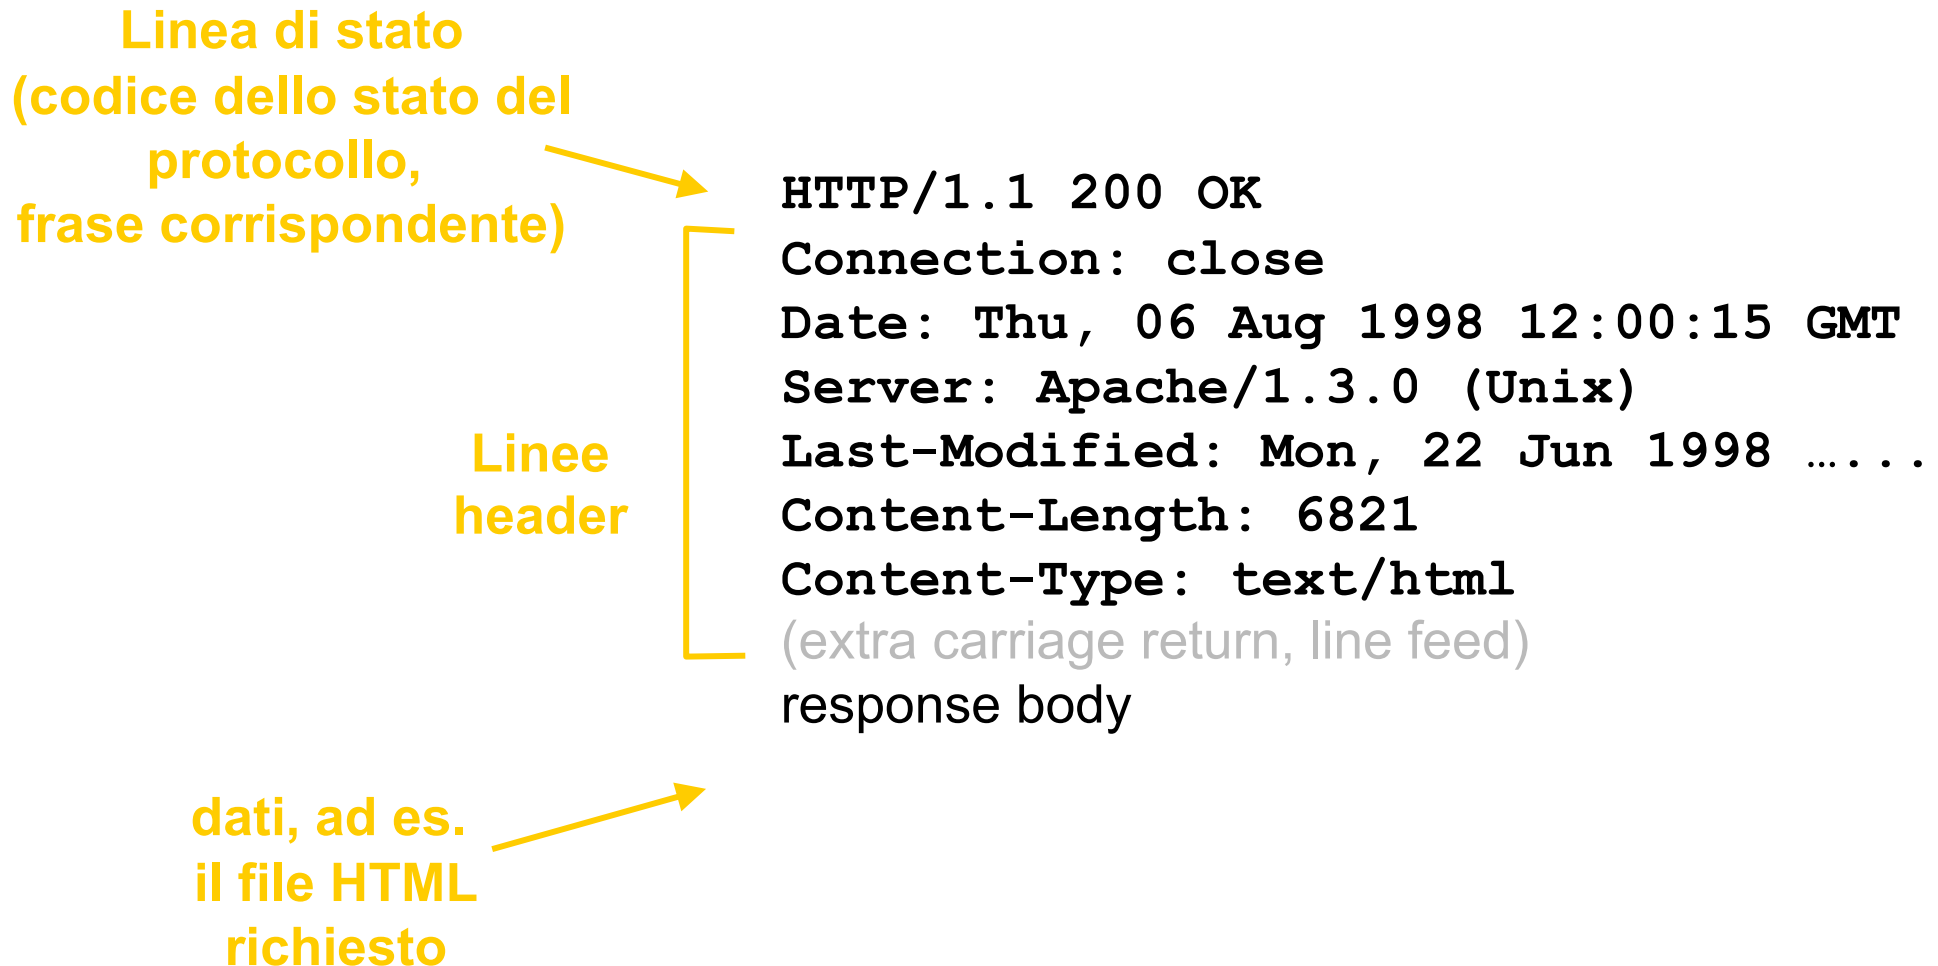 Linea di stato
(codice dello stato del
protocollo,
frase corrispondente)
HTTP/1.1 200 OK
Connection: close
Date: Thu, 06 Aug 1998 12:00:15 GMT
Server: Apache/1.3.0 (Unix)
Last-Modified: Mon, 22 Jun 1998 …...
Content-Length: 6821
Content-Type: text/html
(extra carriage return, line feed)
response body
Linee
header
dati, ad es.
il file HTML
richiesto